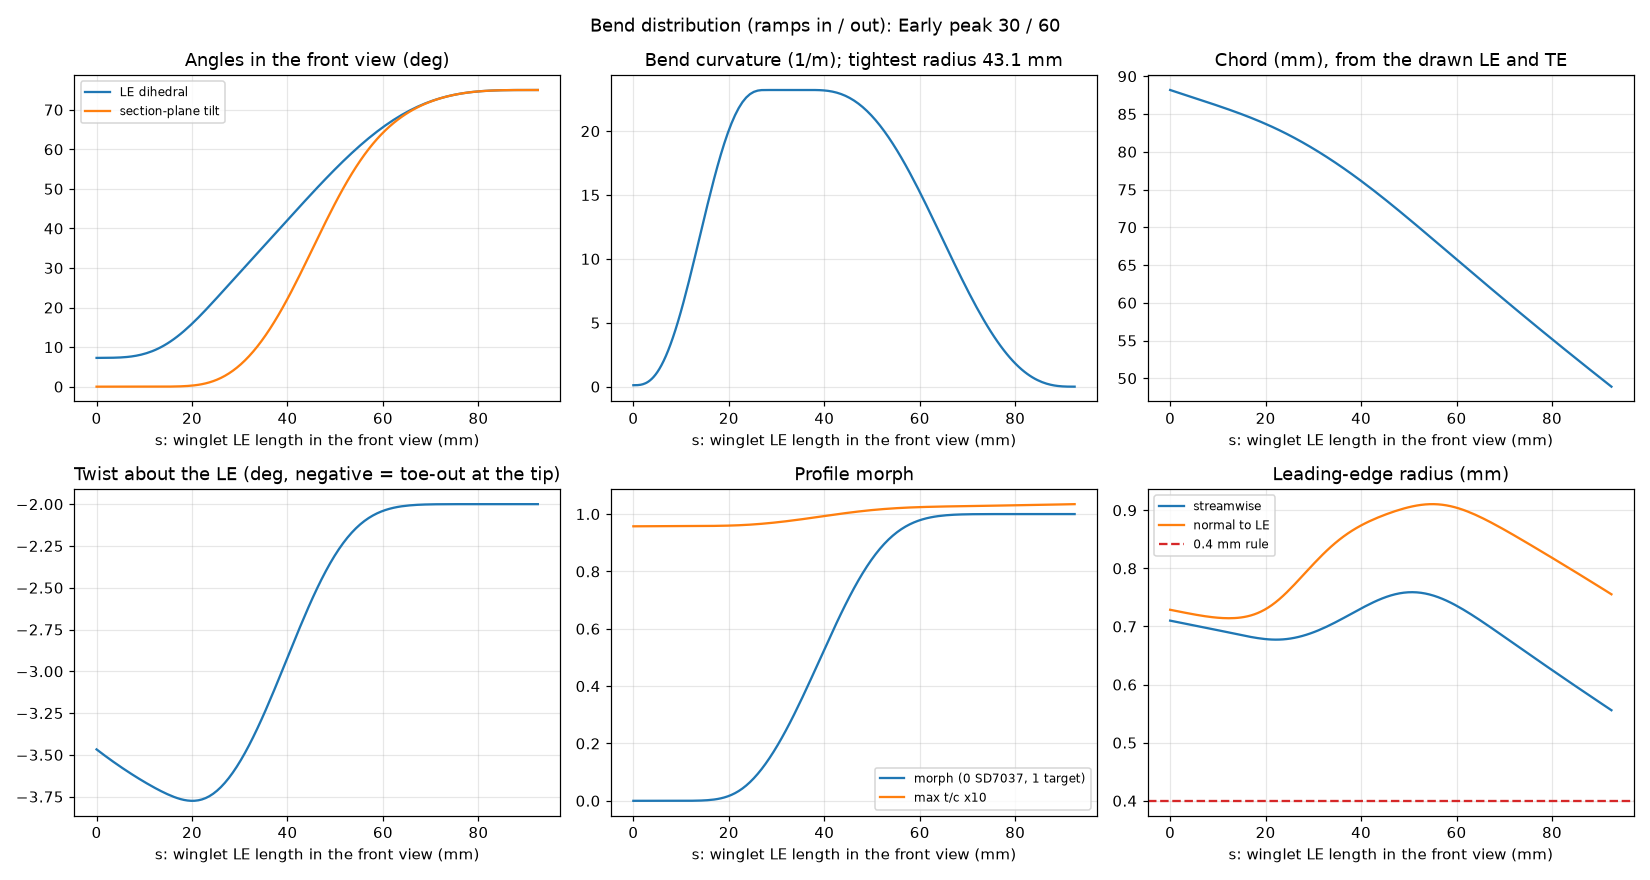 Bend distribution (ramps in / out): Early peak 30 / 60
Angles in the front view (deg)
LE dihedral
section-plane tilt
70
60
50
40
30
20
10
0
0 20 40 60 80
s: winglet LE length in the front view (mm)
Bend curvature (1/m); tightest radius 43.1 mm
20
15
10
5
0
0 20 40 60 80
s: winglet LE length in the front view (mm)
Chord (mm), from the drawn LE and TE
90
85
80
75
70
65
60
55
50
0 20 40 60 80
s: winglet LE length in the front view (mm)
Twist about the LE (deg, negative = toe-out at the tip)
−2.00
−2.25
−2.50
−2.75
−3.00
−3.25
−3.50
−3.75
0 20 40 60 80
s: winglet LE length in the front view (mm)
Profile morph
1.0
0.8
0.6
0.4
0.2
0.0
morph (0 SD7037, 1 target)
max t/c x10
0 20 40 60 80
s: winglet LE length in the front view (mm)
Leading-edge radius (mm)
streamwise
normal to LE
0.4 mm rule
0.9
0.8
0.7
0.6
0.5
0.4
0 20 40 60 80
s: winglet LE length in the front view (mm)